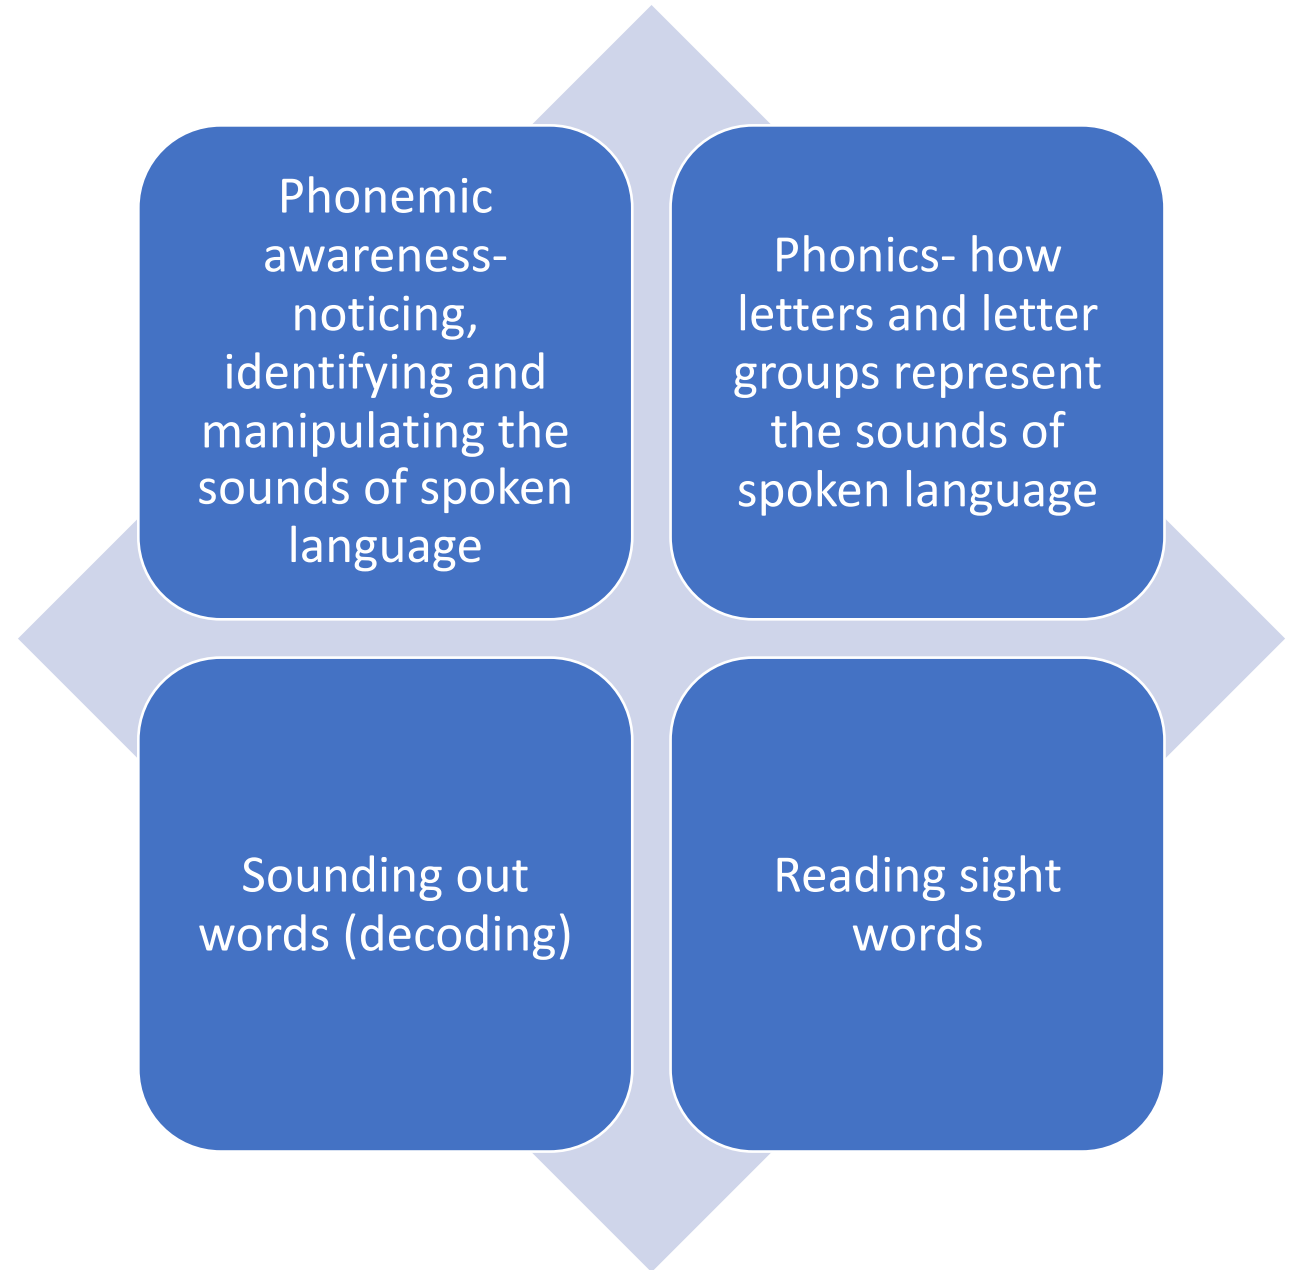 Phonemic
awareness-
noticing,
identifying and
manipulating the
sounds of spoken
language
Phonics- how
letters and letter
groups represent
the sounds of
spoken language
Sounding out
words (decoding)
Reading sight
words